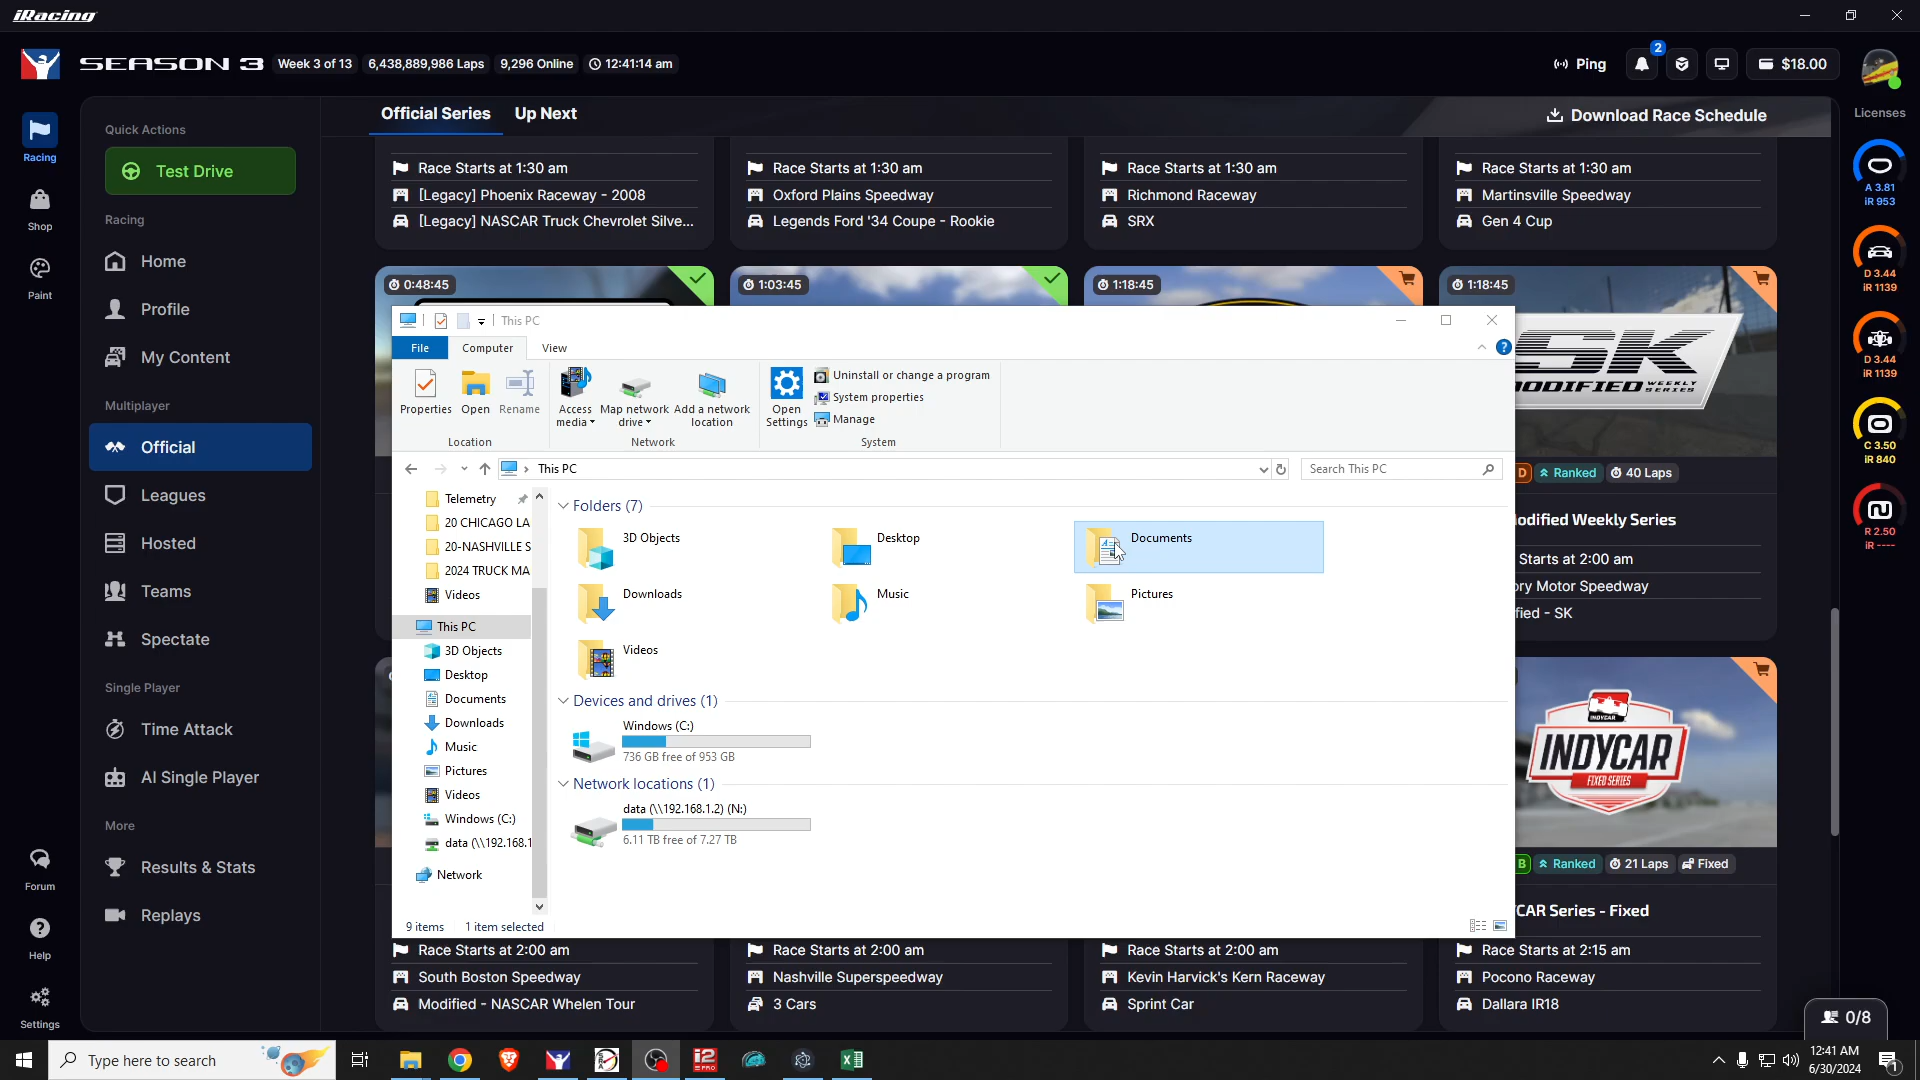 iRacing
SEASON 3
Week 3 of 13
6,438,889,986 Laps
9,296 Online
12:41:14 am
Ping
2
$18.00
Racing
Shop
Paint
Forum
Help
Settings
Quick Actions
Test Drive
Racing
Home
Profile
My Content
Multiplayer
Official
Leagues
Hosted
Teams
Spectate
Single Player
Time Attack
AI Single Player
More
Results & Stats
Replays
Official Series
Up Next
Download Race Schedule
Race Starts at 1:30 am
[Legacy] Phoenix Raceway - 2008
[Legacy] NASCAR Truck Chevrolet Silve...
Race Starts at 1:30 am
Oxford Plains Speedway
Legends Ford '34 Coupe - Rookie
Race Starts at 1:30 am
Richmond Raceway
SRX
Race Starts at 1:30 am
Martinsville Speedway
Gen 4 Cup
0:48:45
1:03:45
1:18:45
1:18:45
This PC
File
Computer
View
Properties
Open
Rename
Location
Access media
Map network drive
Add a network location
Network
Open Settings
Uninstall or change a program
System properties
Manage
System
This PC
Search This PC
Telemetry
20 CHICAGO LA
20-NASHVILLE S
2024 TRUCK MA
Videos
This PC
3D Objects
Desktop
Documents
Downloads
Music
Pictures
Videos
Windows (C:)
data (\\192.168.1
Network
Folders (7)
3D Objects
Desktop
Documents
Downloads
Music
Pictures
Videos
Devices and drives (1)
Windows (C:)
736 GB free of 953 GB
Network locations (1)
data (\\192.168.1.2) (N:)
6.11 TB free of 7.27 TB
9 items
1 item selected
SK
MODIFIED WEEKLY SERIES
D
Ranked
40 Laps
Modified Weekly Series
Starts at 2:00 am
ory Motor Speedway
fied - SK
INDYCAR
INDYCAR
FIXED SERIES
B
Ranked
21 Laps
Fixed
CAR Series - Fixed
Race Starts at 2:00 am
South Boston Speedway
Modified - NASCAR Whelen Tour
Race Starts at 2:00 am
Nashville Superspeedway
3 Cars
Race Starts at 2:00 am
Kevin Harvick's Kern Raceway
Sprint Car
Race Starts at 2:15 am
Pocono Raceway
Dallara IR18
Licenses
A 3.81
iR 953
D 3.44
iR 1139
D 3.44
iR 1139
C 3.50
iR 840
R 2.50
iR ----
0/8
Type here to search
i2
PRO
12:41 AM
6/30/2024
1